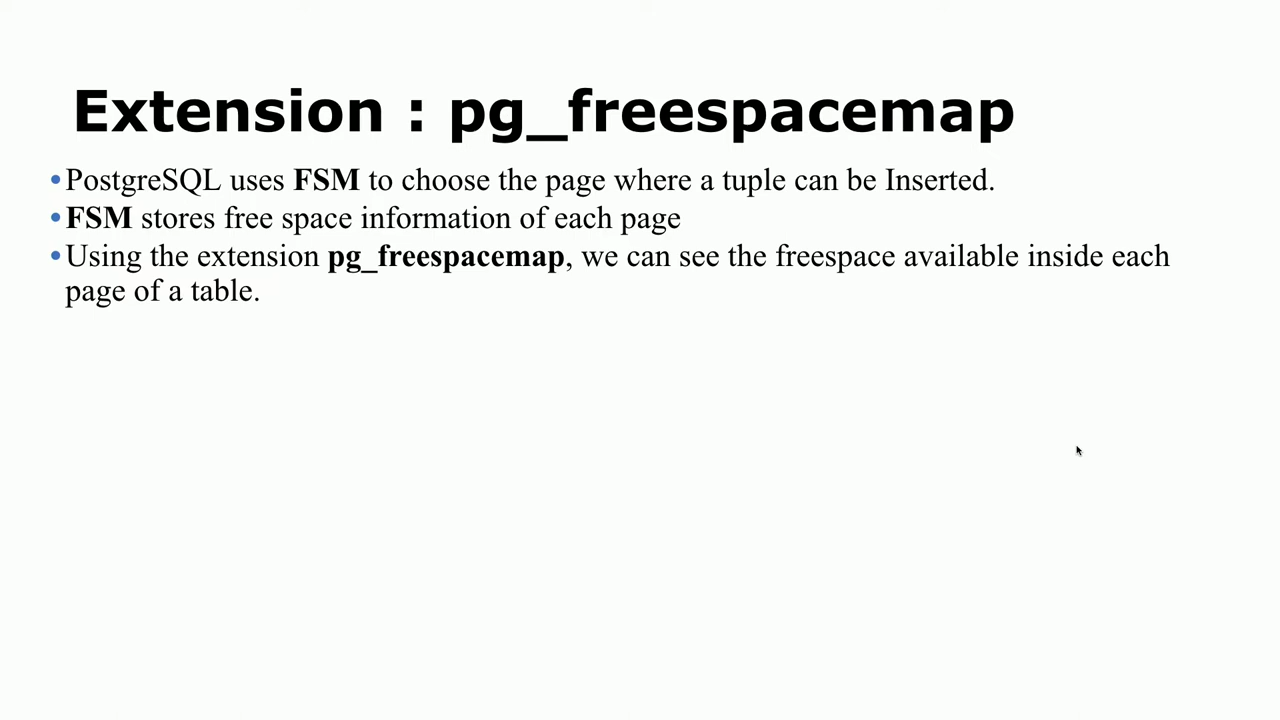 Extension : pg_freespacemap
•PostgreSQL uses FSM to choose the page where a tuple can be Inserted.
•FSM stores free space information of each page
•Using the extension pg_freespacemap, we can see the freespace available inside each
page of a table.